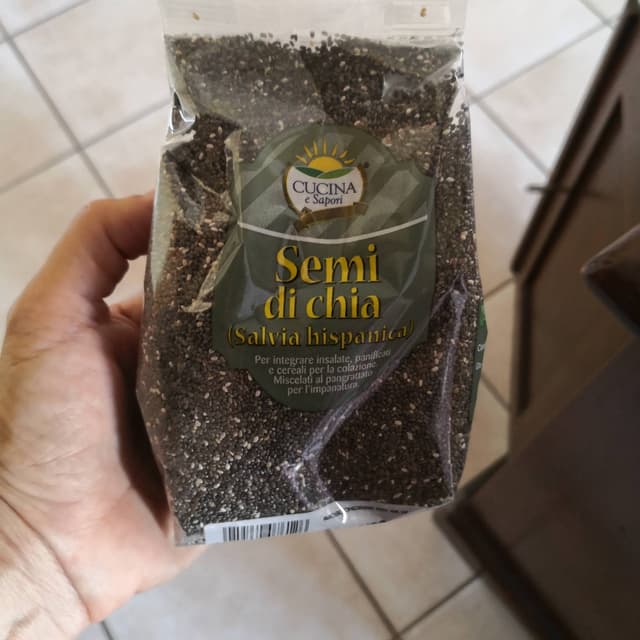 CUCINA
e Sapori
Semi
di chia
(Salvia hispanica)
Per integrare insalate, panificati
e cereali per la colazione.
Miscelati al pangrattato
per l'impanatura.